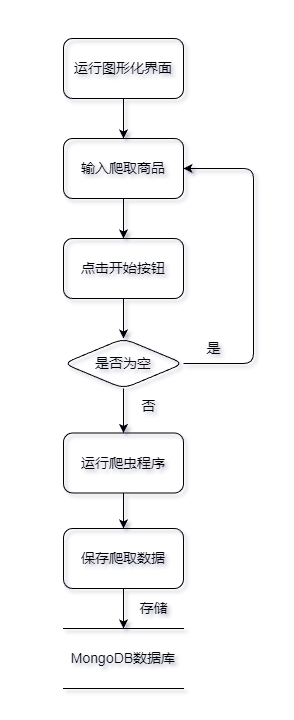 运行图形化界面
输入爬取商品
点击开始按钮
是否为空
是
否
运行爬虫程序
保存爬取数据
存储
MongoDB数据库